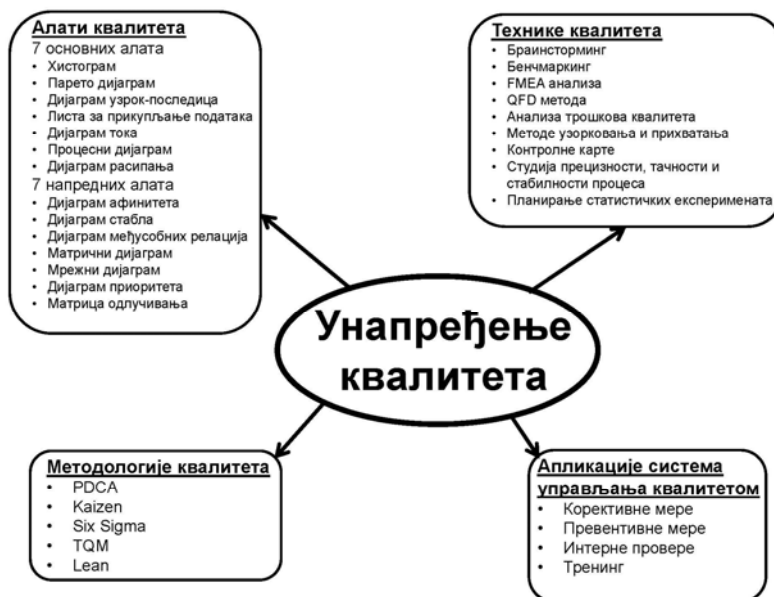 Алати квалитета
7 основних алата
• Хистограм
• Парето дијаграм
• Дијаграм узрок-последица
• Листа за прикупљање података
• Дијаграм тока
• Процесни дијаграм
• Дијаграм расипања
7 напредних алата
• Дијаграм афинитета
• Дијаграм стабла
• Дијаграм међусобних релација
• Матрични дијаграм
• Мрежни дијаграм
• Дијаграм приоритета
• Матрица одлучивања
Технике квалитета
• Браинсторминг
• Бенчмаркинг
• FMEA анализа
• QFD метода
• Анализа трошкова квалитета
• Методе узорковања и прихватања
• Контролне карте
• Студија прецизности, тачности и
стабилности процеса
• Планирање статистичких експеримената
Унапређење
квалитета
Методологије квалитета
• PDCA
• Kaizen
• Six Sigma
• TQM
• Lean
Апликације система
управљања квалитетом
• Корективне мере
• Превентивне мере
• Интерне провере
• Тренинг